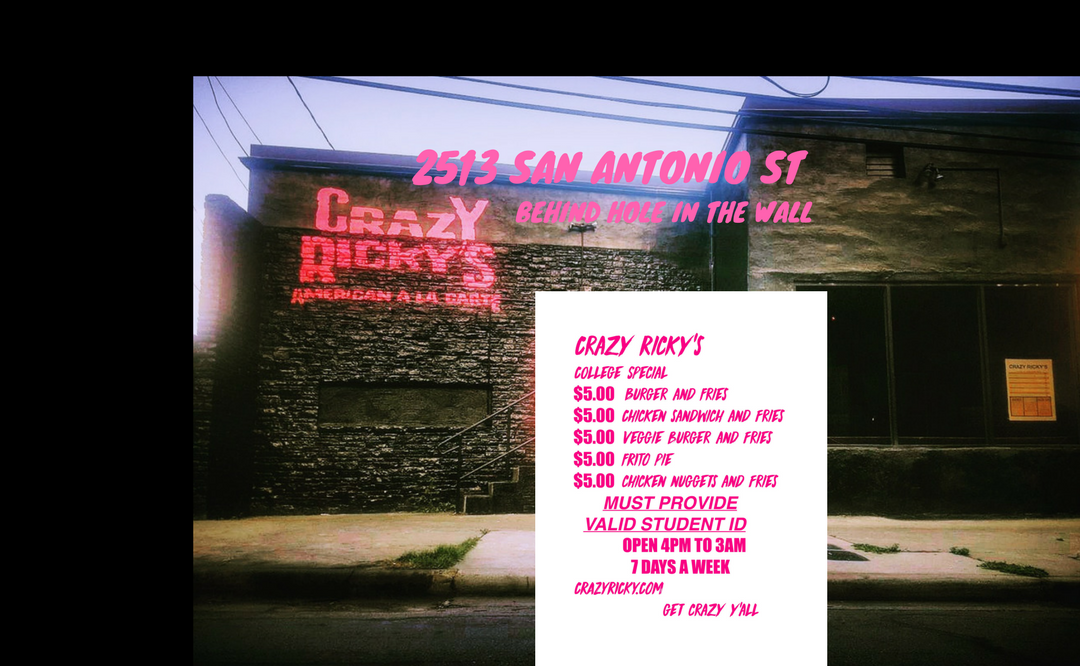 2513 SAN ANTONIO ST
BEHIND HOLE IN THE WALL
CRAZY
RICKY'S
AMERICAN A LA CARTE
CRAZY RICKY'S
CRAZY RICKY'S
COLLEGE SPECIAL
$5.00 BURGER AND FRIES
$5.00 CHICKEN SANDWICH AND FRIES
$5.00 VEGGIE BURGER AND FRIES
$5.00 FRITO PIE
$5.00 CHICKEN NUGGETS AND FRIES
MUST PROVIDE
VALID STUDENT ID
OPEN 4PM TO 3AM
7 DAYS A WEEK
CRAZYRICKY.COM
GET CRAZY Y'ALL